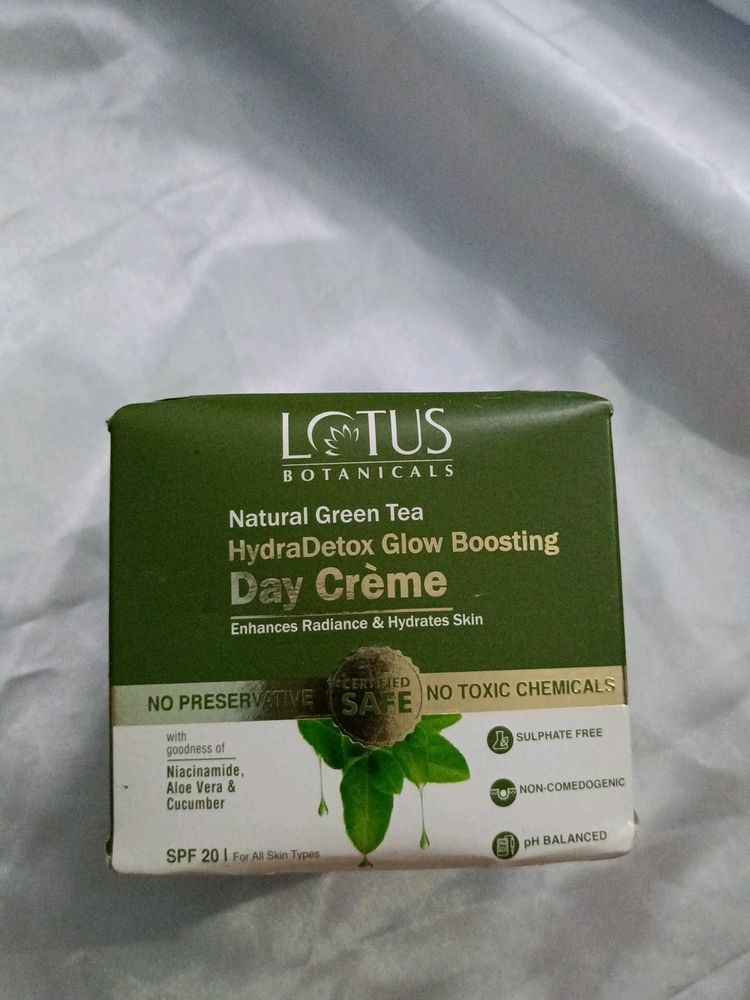 LOTUS
BOTANICALS
Natural Green Tea
HydraDetox Glow Boosting
Day Crème
Enhances Radiance & Hydrates Skin
NO PRESERVATIVE
CERTIFIED
SAFE
NO TOXIC CHEMICALS
with
goodness of
Niacinamide,
Aloe Vera &
Cucumber
SULPHATE FREE
NON-COMEDOGENIC
pH BALANCED
SPF 20 | For All Skin Types